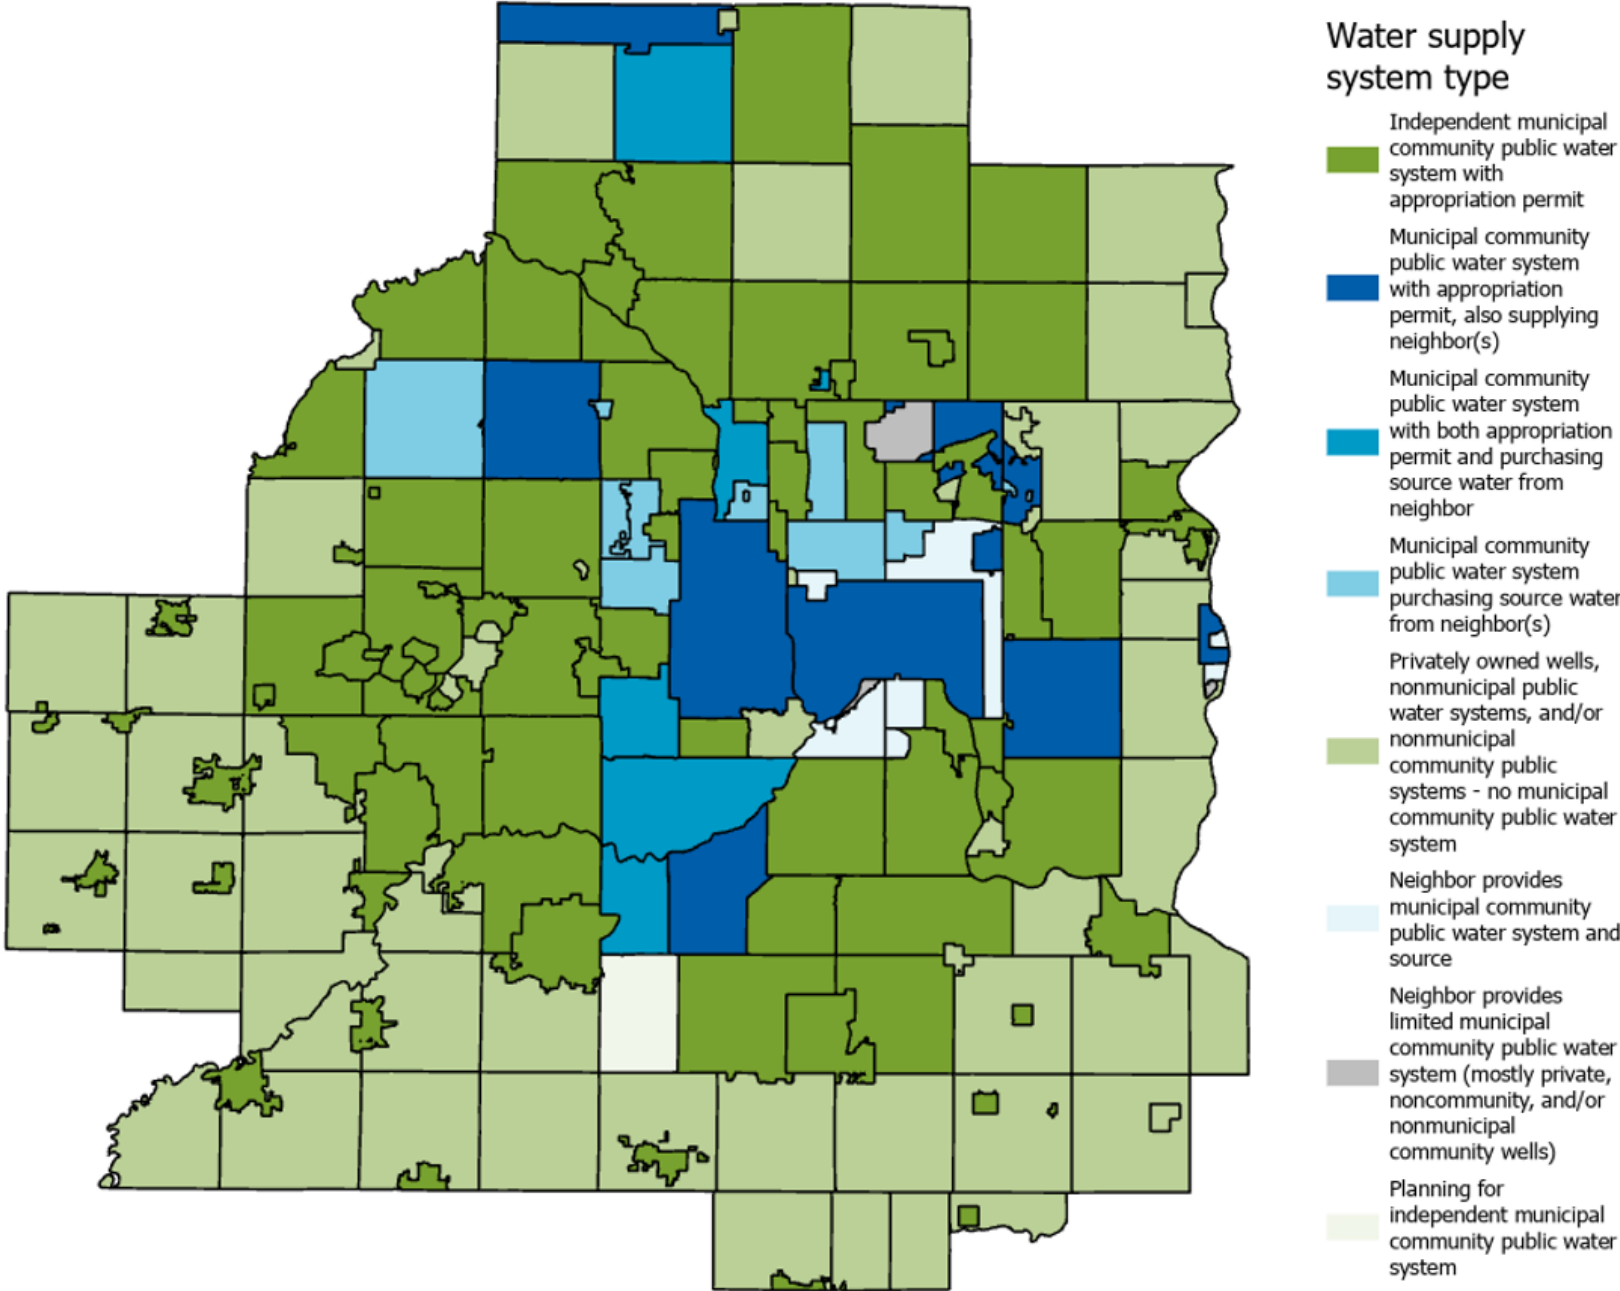 Water supply
system type
Independent municipal
community public water
system with
appropriation permit
Municipal community
public water system
with appropriation
permit, also supplying
neighbor(s)
Municipal community
public water system
with both appropriation
permit and purchasing
source water from
neighbor
Municipal community
public water system
purchasing source water
from neighbor(s)
Privately owned wells,
nonmunicipal public
water systems, and/or
nonmunicipal
community public
systems - no municipal
community public water
system
Neighbor provides
municipal community
public water system and
source
Neighbor provides
limited municipal
community public water
system (mostly private,
noncommunity, and/or
nonmunicipal
community wells)
Planning for
independent municipal
community public water
system